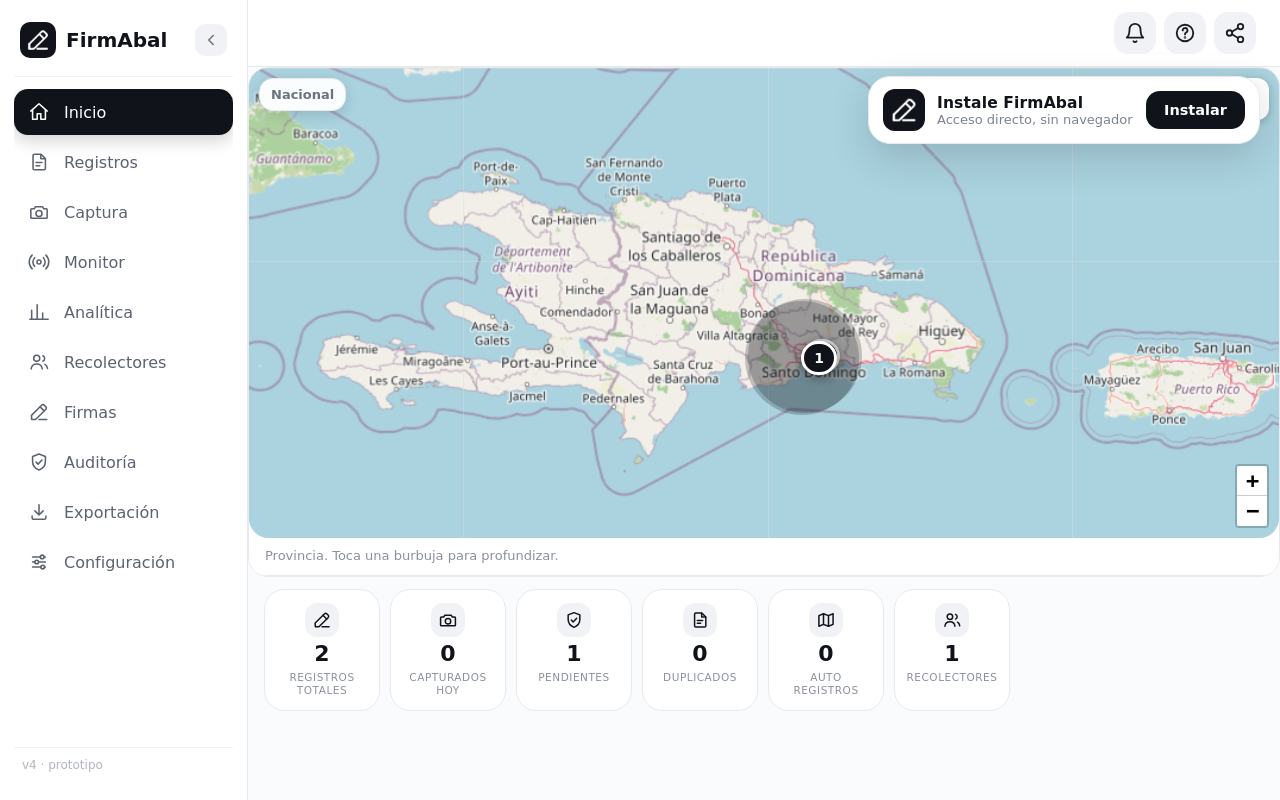 FirmAbal
Inicio
Registros
Captura
Monitor
Analítica
Recolectores
Firmas
Auditoría
Exportación
Configuración
v4 · prototipo
Nacional
Instale FirmAbal
Acceso directo, sin navegador
Instalar
Baracoa
Guantánamo
Port-de-
Paix
San Fernando
de Monte
Cristi
Puerto
Plata
Cap-Haïtien
Santiago de
los Caballeros
Département
de l'Artibonite
República
Dominicana
Samaná
Ayiti
Hinche
San Juan de
la Maguana
Comendador
Bonao
Hato Mayor
del Rey
Higüey
Anse-à-
Galets
Villa Altagracia
Jérémie
Miragoâne
Port-au-Prince
Santa Cruz
de Barahona
1
Santo Domingo
La Romana
Les Cayes
Jacmel
Pedernales
Arecibo
San Juan
Mayagüez
Puerto Rico
Ponce
+
−
Provincia. Toca una burbuja para profundizar.
2
REGISTROS
TOTALES
0
CAPTURADOS
HOY
1
PENDIENTES
0
DUPLICADOS
0
AUTO
REGISTROS
1
RECOLECTORES